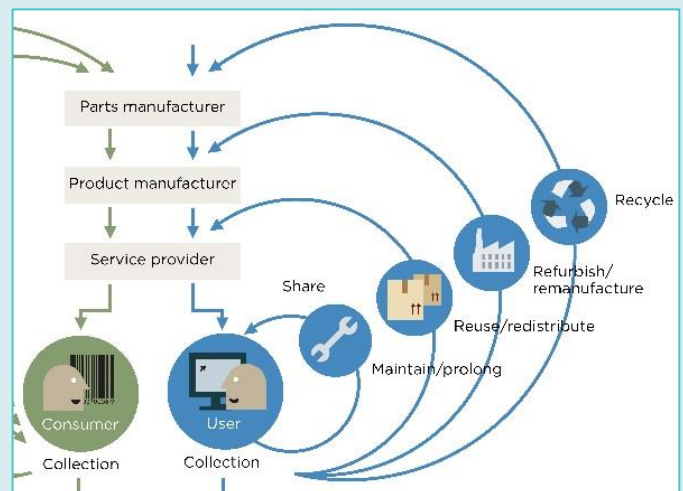 Parts manufacturer
Product manufacturer
Recycle
Service provider
Refurbish/
remanufacture
Share
Reuse/redistribute
Maintain/prolong
Consumer
User
Collection
Collection